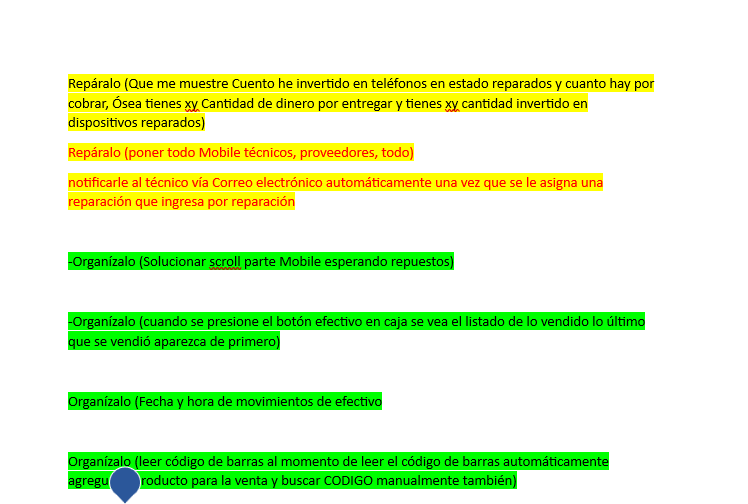 Repáralo (Que me muestre Cuento he invertido en teléfonos en estado reparados y cuanto hay por
cobrar, Ósea tienes xy Cantidad de dinero por entregar y tienes xy cantidad invertido en
dispositivos reparados)
Repáralo (poner todo Mobile técnicos, proveedores, todo)
notificarle al técnico vía Correo electrónico automáticamente una vez que se le asigna una
reparación que ingresa por reparación
-Organízalo (Solucionar scroll parte Mobile esperando repuestos)
-Organízalo (cuando se presione el botón efectivo en caja se vea el listado de lo vendido lo último
que se vendió aparezca de primero)
Organízalo (Fecha y hora de movimientos de efectivo
Organízalo (leer código de barras al momento de leer el código de barras automáticamente
para la venta y buscar CODIGO manualmente también)